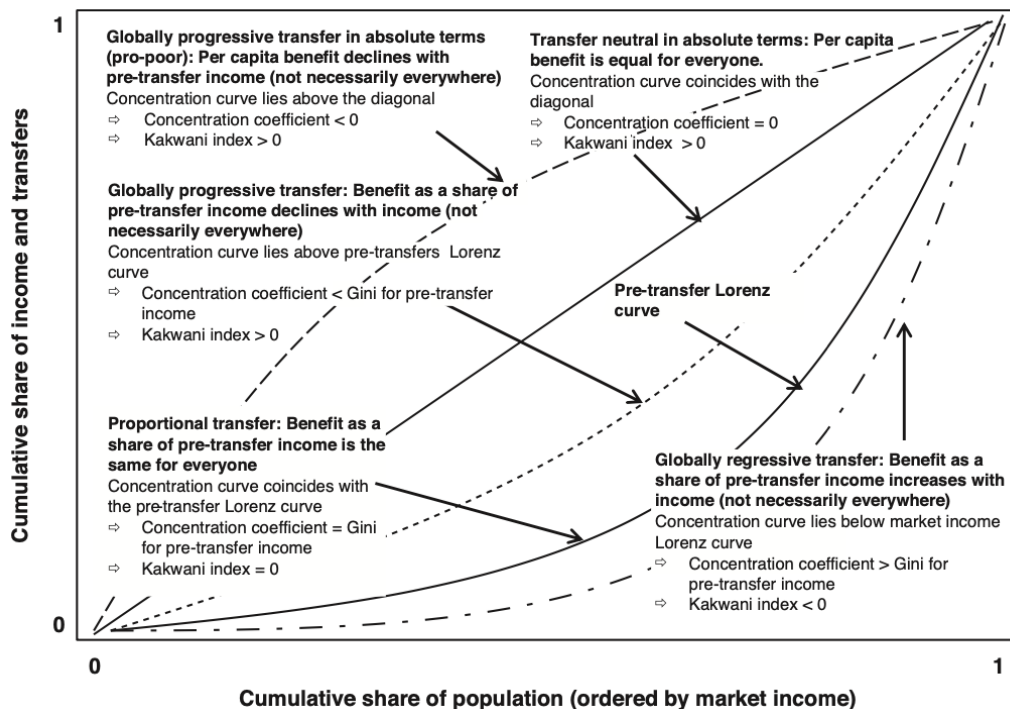 Cumulative share of income and transfers
1
0
Globally progressive transfer in absolute terms
(pro-poor): Per capita benefit declines with
pre-transfer income (not necessarily everywhere)
Concentration curve lies above the diagonal
⇨ Concentration coefficient < 0
⇨ Kakwani index > 0
Transfer neutral in absolute terms: Per capita
benefit is equal for everyone.
Concentration curve coincides with the
diagonal
⇨ Concentration coefficient = 0
⇨ Kakwani index > 0
Globally progressive transfer: Benefit as a share of
pre-transfer income declines with income (not
necessarily everywhere)
Concentration curve lies above pre-transfers Lorenz
curve
⇨ Concentration coefficient < Gini for pre-transfer
income
⇨ Kakwani index > 0
Pre-transfer Lorenz
curve
Proportional transfer: Benefit as a
share of pre-transfer income is the
same for everyone
Concentration curve coincides with
the pre-transfer Lorenz curve
⇨ Concentration coefficient = Gini
for pre-transfer income
⇨ Kakwani index = 0
Globally regressive transfer: Benefit as a
share of pre-transfer income increases with
income (not necessarily everywhere)
Concentration curve lies below market income
Lorenz curve
⇨ Concentration coefficient > Gini for
pre-transfer income
⇨ Kakwani index < 0
0
1
Cumulative share of population (ordered by market income)